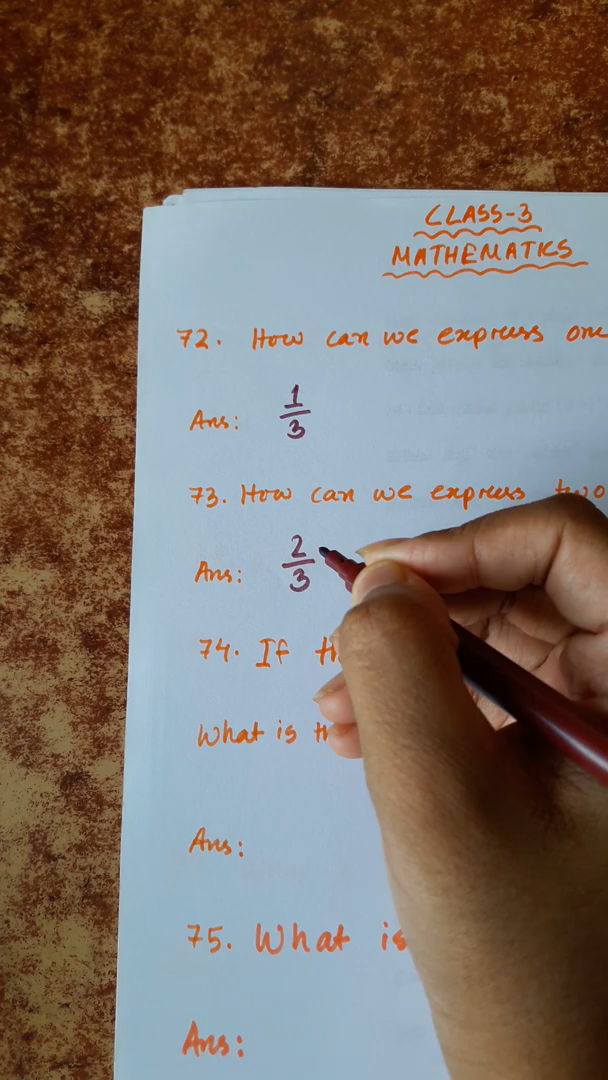 CLASS-3
MATHEMATICS
72. How can we express one
Ans: 1/3
73. How can we express two
Ans: 2/3
74. If
What is
Ans:
75. What is
Ans: